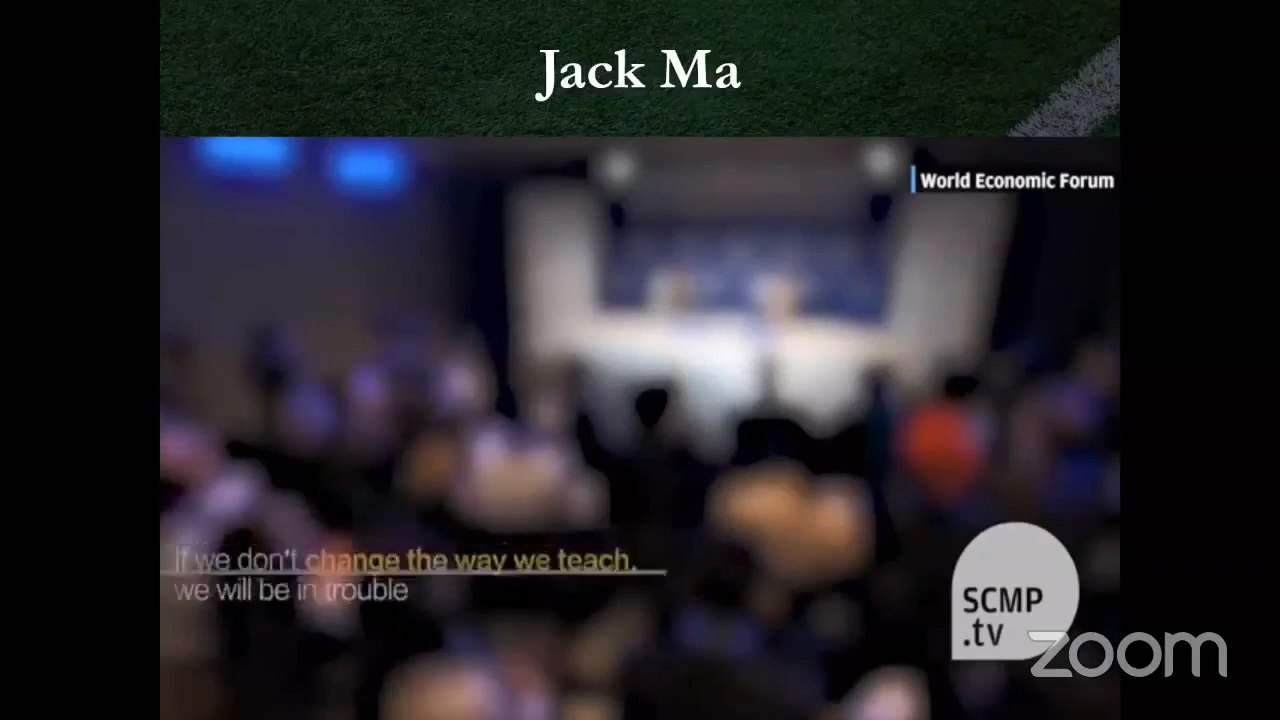 Jack Ma
World Economic Forum
If we don't change the way we teach,
we will be in trouble
SCMP
.tv
zoom